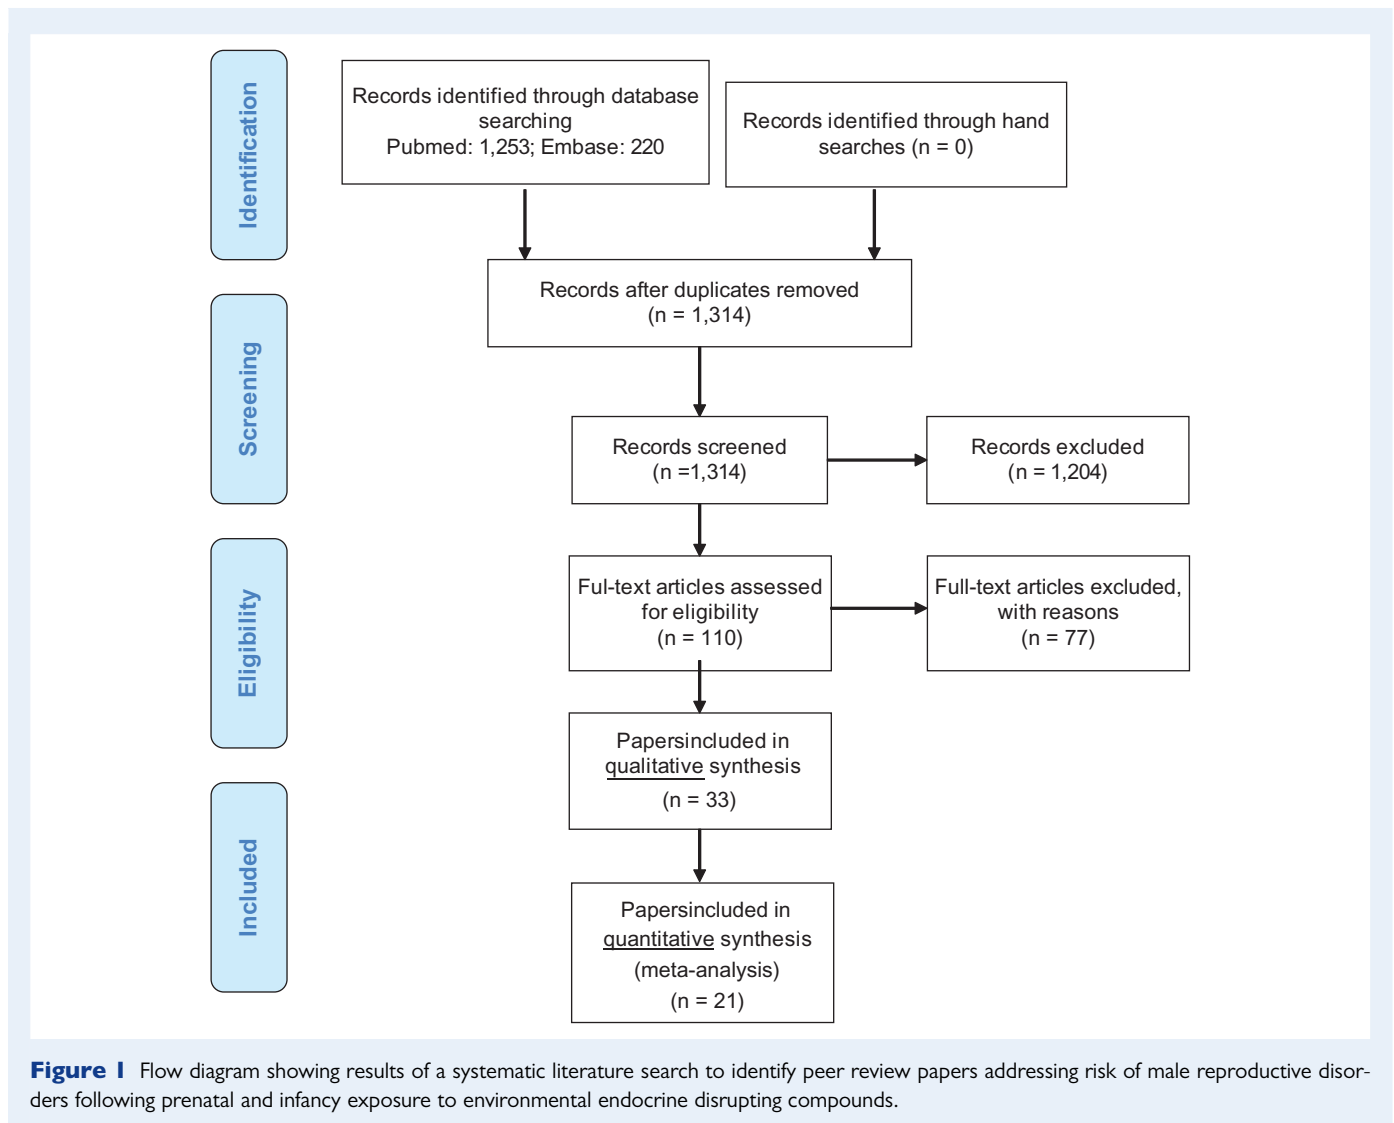 Identification
Records identified through database
searching
Pubmed: 1,253; Embase: 220
Records identified through hand
searches (n = 0)
Records after duplicates removed
(n = 1,314)
Screening
Records screened
(n =1,314)
Records excluded
(n = 1,204)
Eligibility
Ful-text articles assessed
for eligibility
(n = 110)
Full-text articles excluded,
with reasons
(n = 77)
Papersincluded in
qualitative synthesis
(n = 33)
Included
Papersincluded in
quantitative synthesis
(meta-analysis)
(n = 21)
Figure 1 Flow diagram showing results of a systematic literature search to identify peer review papers addressing risk of male reproductive disor-
ders following prenatal and infancy exposure to environmental endocrine disrupting compounds.